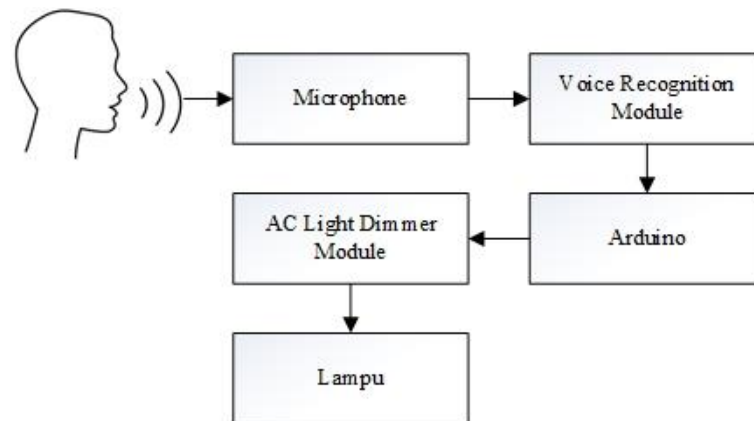 Microphone
Voice Recognition
Module
AC Light Dimmer
Module
Arduino
Lampu